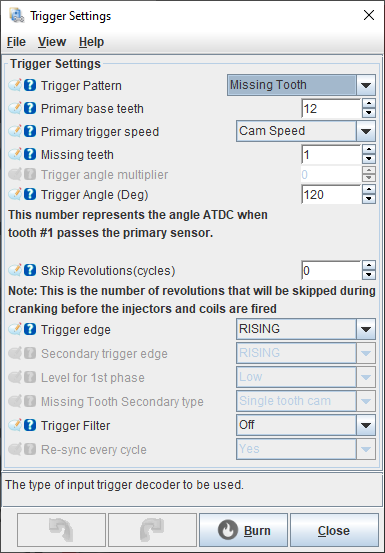 Trigger Settings
File View Help
Trigger Settings
Trigger Pattern Missing Tooth
Primary base teeth 12
Primary trigger speed Cam Speed
Missing teeth 1
Trigger angle multiplier 0
Trigger Angle (Deg) 120
This number represents the angle ATDC when
tooth #1 passes the primary sensor.
Skip Revolutions(cycles) 0
Note: This is the number of revolutions that will be skipped during
cranking before the injectors and coils are fired
Trigger edge RISING
Secondary trigger edge RISING
Level for 1st phase Low
Missing Tooth Secondary type Single tooth cam
Trigger Filter Off
Re-sync every cycle Yes
The type of input trigger decoder to be used.
Burn Close